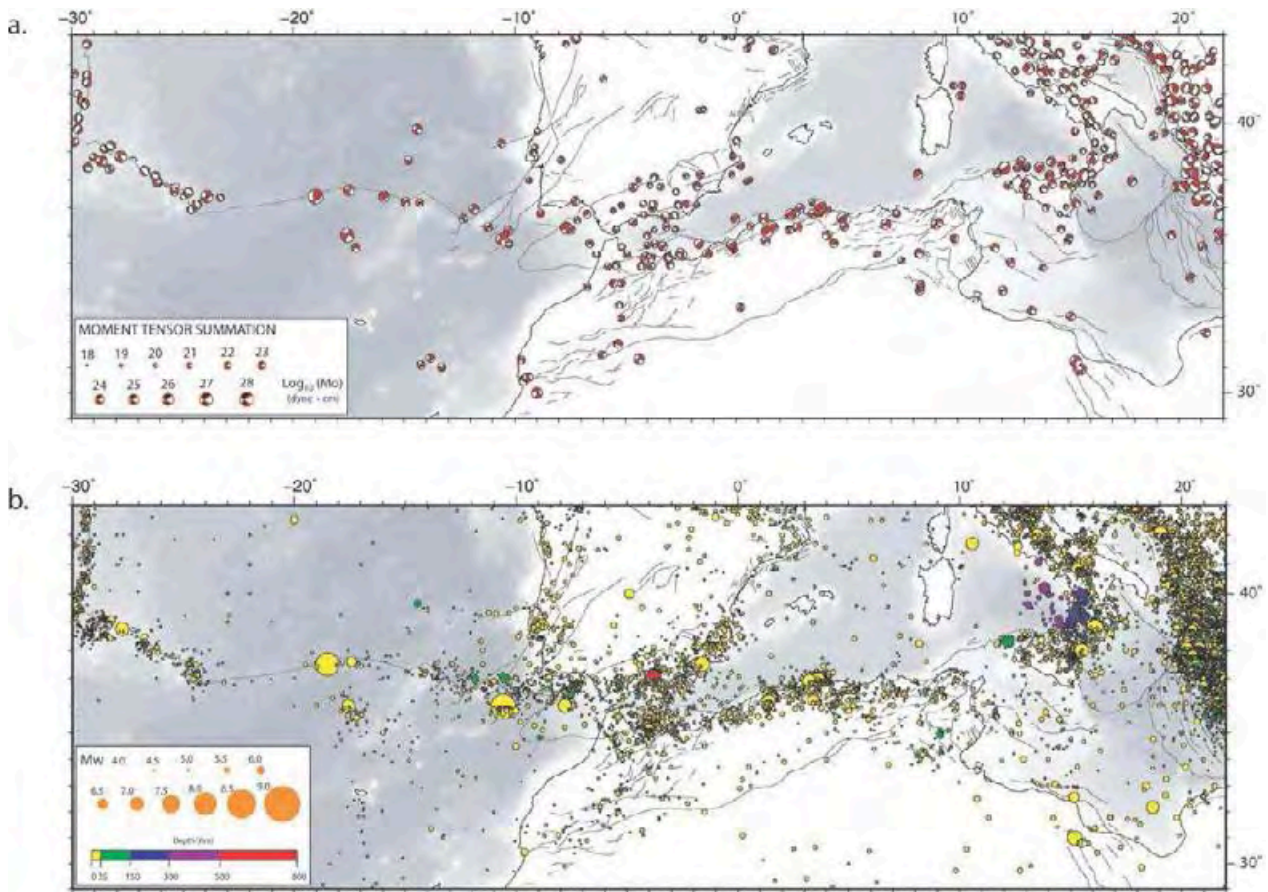 a.
−30° −20° −10° 0° 10° 20°
40°
30°
MOMENT TENSOR SUMMATION
18 19 20 21 22 23
24 25 26 27 28 Log10 (Mo)
(dyne - cm)
b.
−30° −20° −10° 0° 10° 20°
40°
30°
Mw 4.0 4.5 5.0 5.5 6.0
6.5 7.0 7.5 8.0 8.5 9.0
Depth (km)
0 35 150 300 500 800